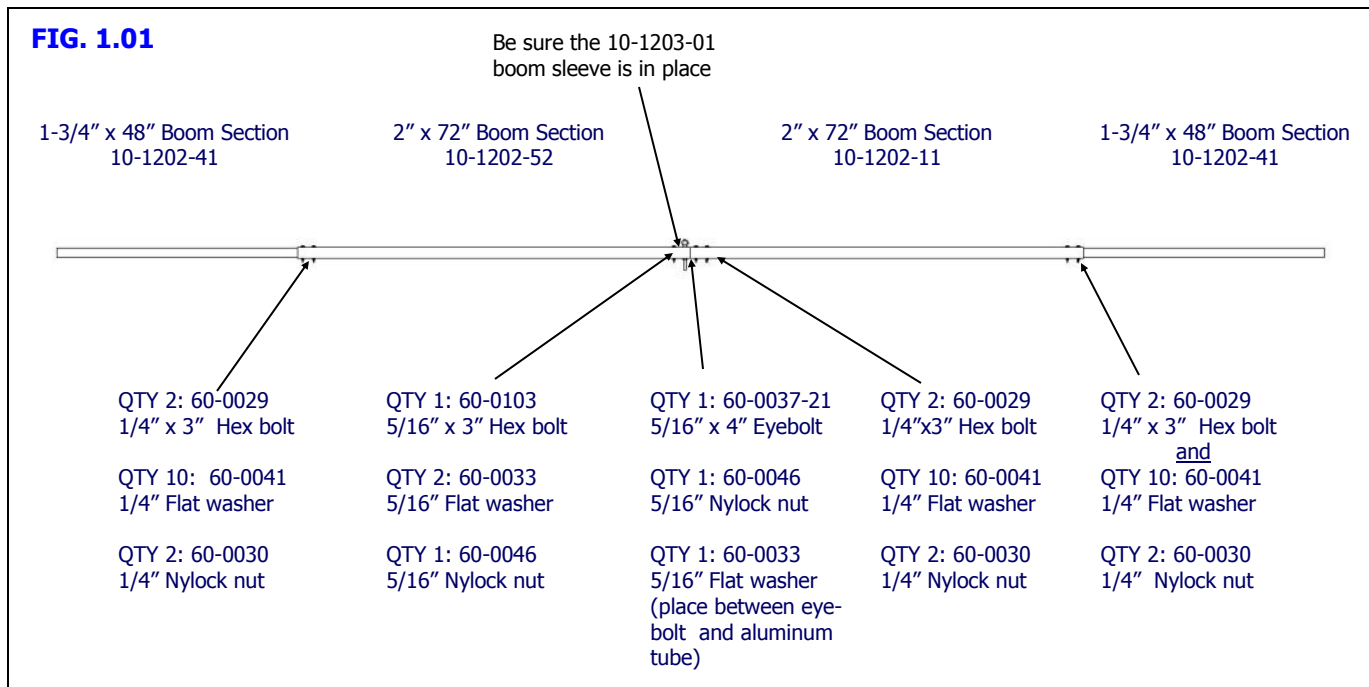 FIG. 1.01
Be sure the 10-1203-01
boom sleeve is in place
1-3/4” x 48” Boom Section
10-1202-41
2” x 72” Boom Section
10-1202-52
2” x 72” Boom Section
10-1202-11
1-3/4” x 48” Boom Section
10-1202-41
QTY 2: 60-0029
1/4” x 3”  Hex bolt
QTY 10:  60-0041
1/4” Flat washer
QTY 2: 60-0030
1/4” Nylock nut
QTY 1: 60-0103
5/16” x 3” Hex bolt
QTY 2: 60-0033
5/16” Flat washer
QTY 1: 60-0046
5/16” Nylock nut
QTY 1: 60-0037-21
5/16” x 4” Eyebolt
QTY 1: 60-0046
5/16” Nylock nut
QTY 1: 60-0033
5/16” Flat washer
(place between eye-
bolt  and aluminum
tube)
QTY 2: 60-0029
1/4”x3” Hex bolt
QTY 10: 60-0041
1/4” Flat washer
QTY 2: 60-0030
1/4” Nylock nut
QTY 2: 60-0029
1/4” x 3”  Hex bolt
and
QTY 10: 60-0041
1/4” Flat washer
QTY 2: 60-0030
1/4”  Nylock nut